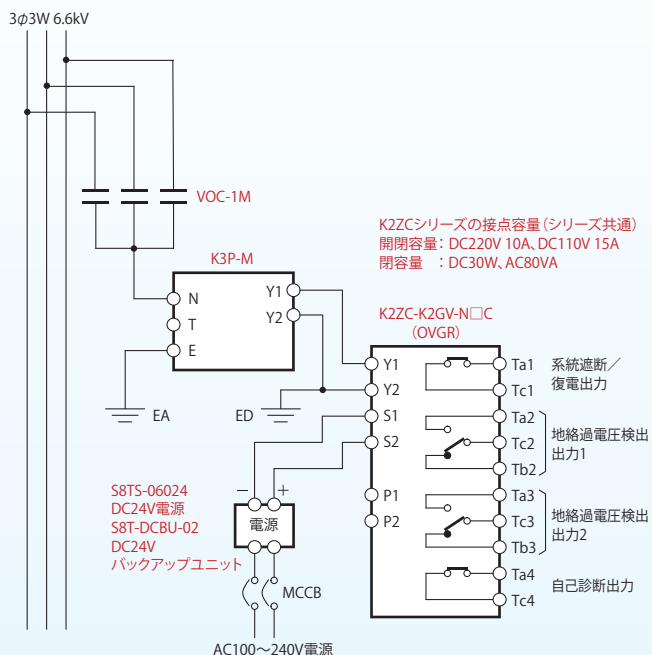 3φ3W 6.6kV
VOC-1M
K2ZCシリーズの接点容量(シリーズ共通)
開閉容量：DC220V 10A、DC110V 15A
閉容量　：DC30W、AC80VA
K3P-M
N
T
E
Y1
Y2
EA
ED
K2ZC-K2GV-N□C
(OVGR)
Y1
Y2
S1
S2
P1
P2
Ta1
Tc1
系統遮断／
復電出力
Ta2
Tc2
Tb2
地絡過電圧検出
出力1
Ta3
Tc3
Tb3
地絡過電圧検出
出力2
Ta4
Tc4
自己診断出力
S8TS-06024
DC24V電源
S8T-DCBU-02
DC24V
バックアップユニット
－
＋
電源
MCCB
AC100～240V電源